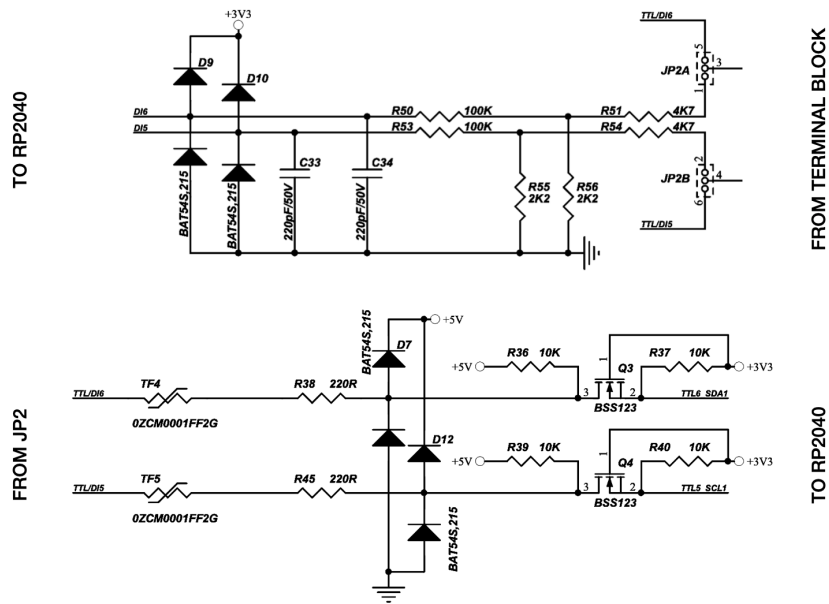 +3V3
TTL/DI6
D9
D10
5
3
JP2A
1
DI6
R50
100K
R51
4K7
DI5
R53
100K
R54
4K7
C33
C34
220pF/50V
220pF/50V
BAT54S,215
BAT54S,215
R55
2K2
R56
2K2
2
JP2B
4
6
TTL/DI5
TO RP2040
FROM TERMINAL BLOCK
+5V
BAT54S,215
D7
+5V
R36
10K
1
Q3
R37
10K
+3V3
TTL/DI6
TF4
R38
220R
3
2
TTL6_SDA1
0ZCM0001FF2G
BSS123
D12
+5V
R39
10K
1
Q4
R40
10K
+3V3
TTL/DI5
TF5
R45
220R
3
2
TTL5_SCL1
0ZCM0001FF2G
BSS123
BAT54S,215
FROM JP2
TO RP2040